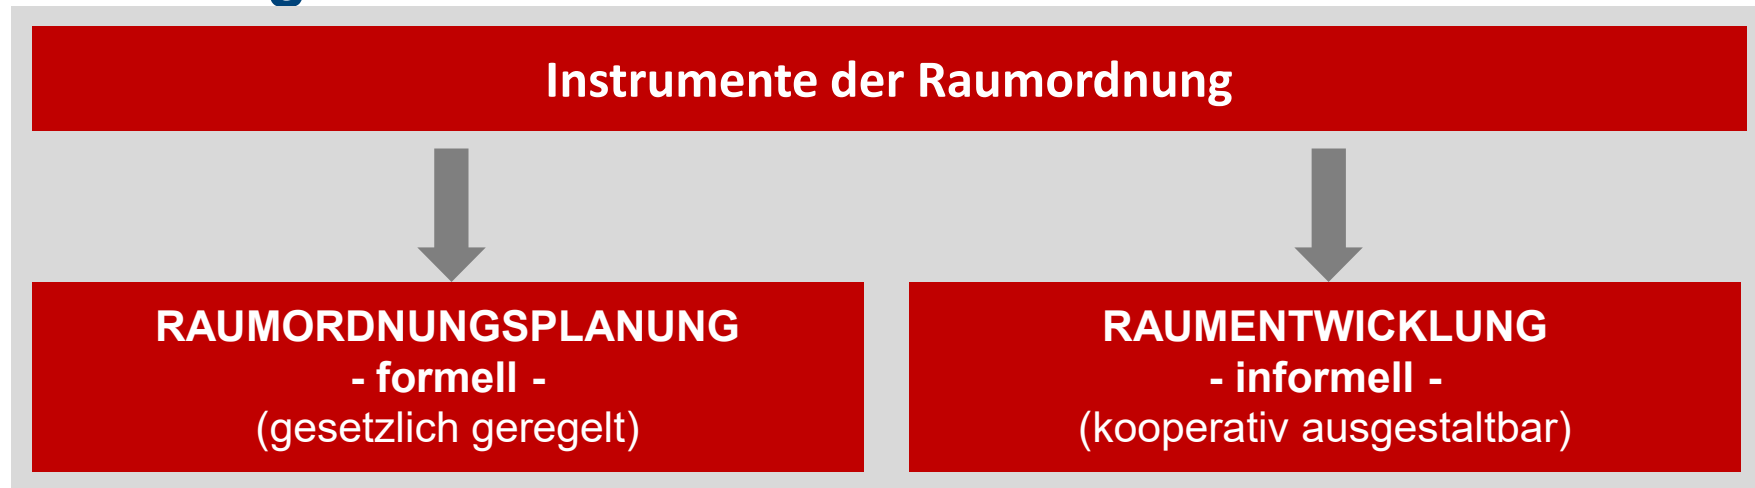 Instrumente der Raumordnung
RAUMORDNUNGSPLANUNG
- formell -
(gesetzlich geregelt)
RAUMENTWICKLUNG
- informell -
(kooperativ ausgestaltbar)